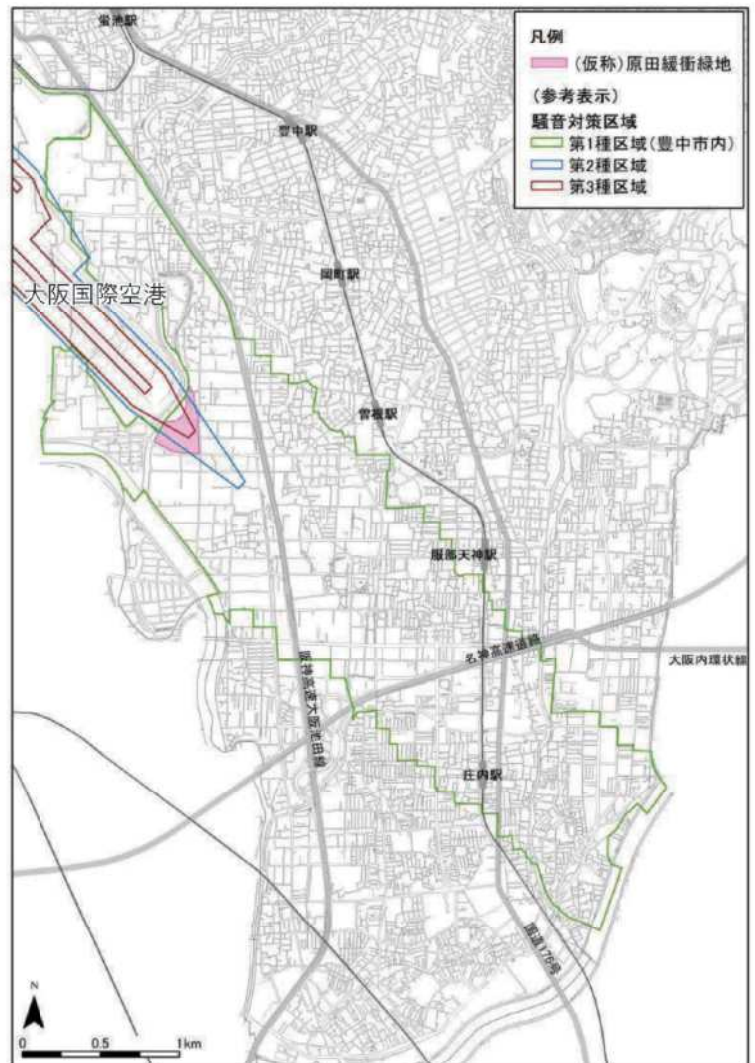 凡例
(仮称)原田緩衝緑地
(参考表示)
騒音対策区域
第1種区域(豊中市内)
第2種区域
第3種区域
蛍池駅
豊中駅
岡町駅
大阪国際空港
曽根駅
服部天神駅
名神高速道路
大阪内環状線
阪神高速大阪池田線
庄内駅
国道176号
N
0 0.5 1km